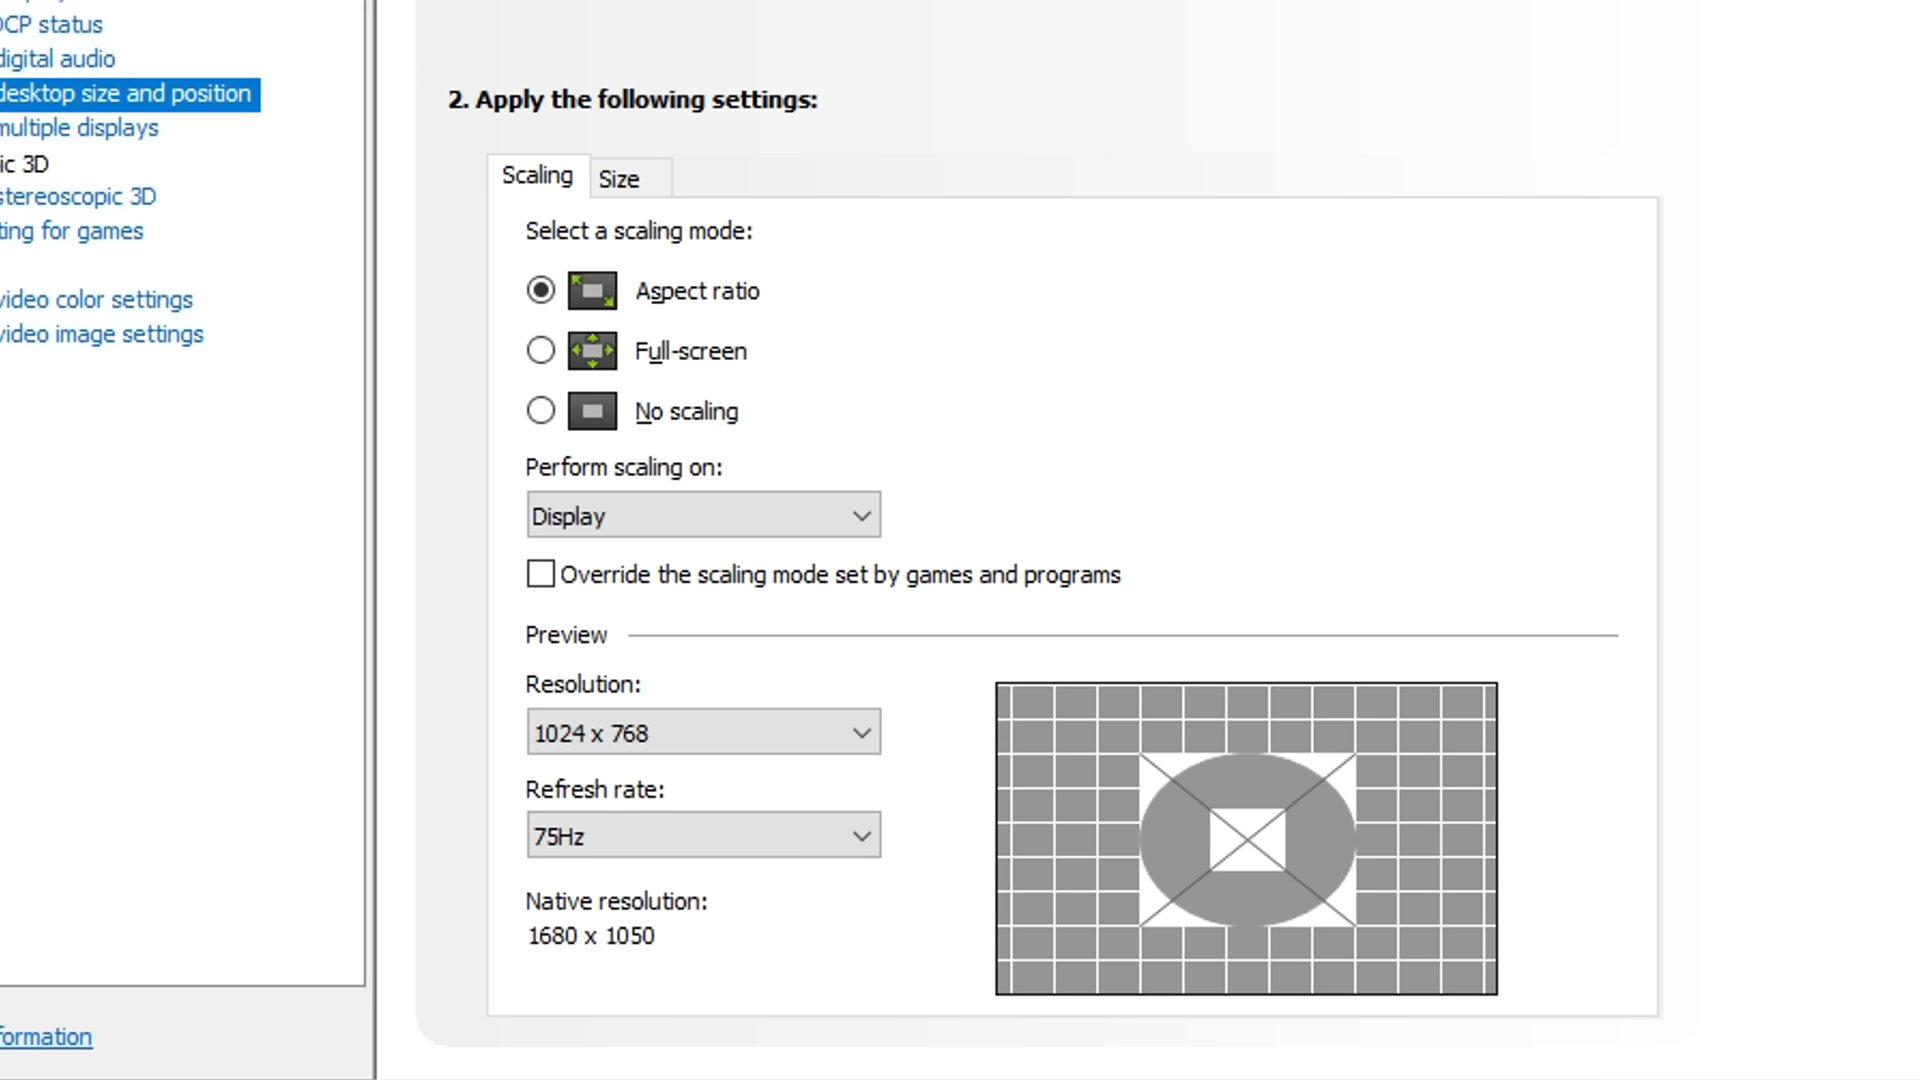 CP status
digital audio
desktop size and position
multiple displays
ic 3D
stereoscopic 3D
ting for games
video color settings
video image settings
formation
2. Apply the following settings:
Scaling
Size
Select a scaling mode:
Aspect ratio
Full-screen
No scaling
Perform scaling on:
Display
Override the scaling mode set by games and programs
Preview
Resolution:
1024 x 768
Refresh rate:
75Hz
Native resolution:
1680 x 1050